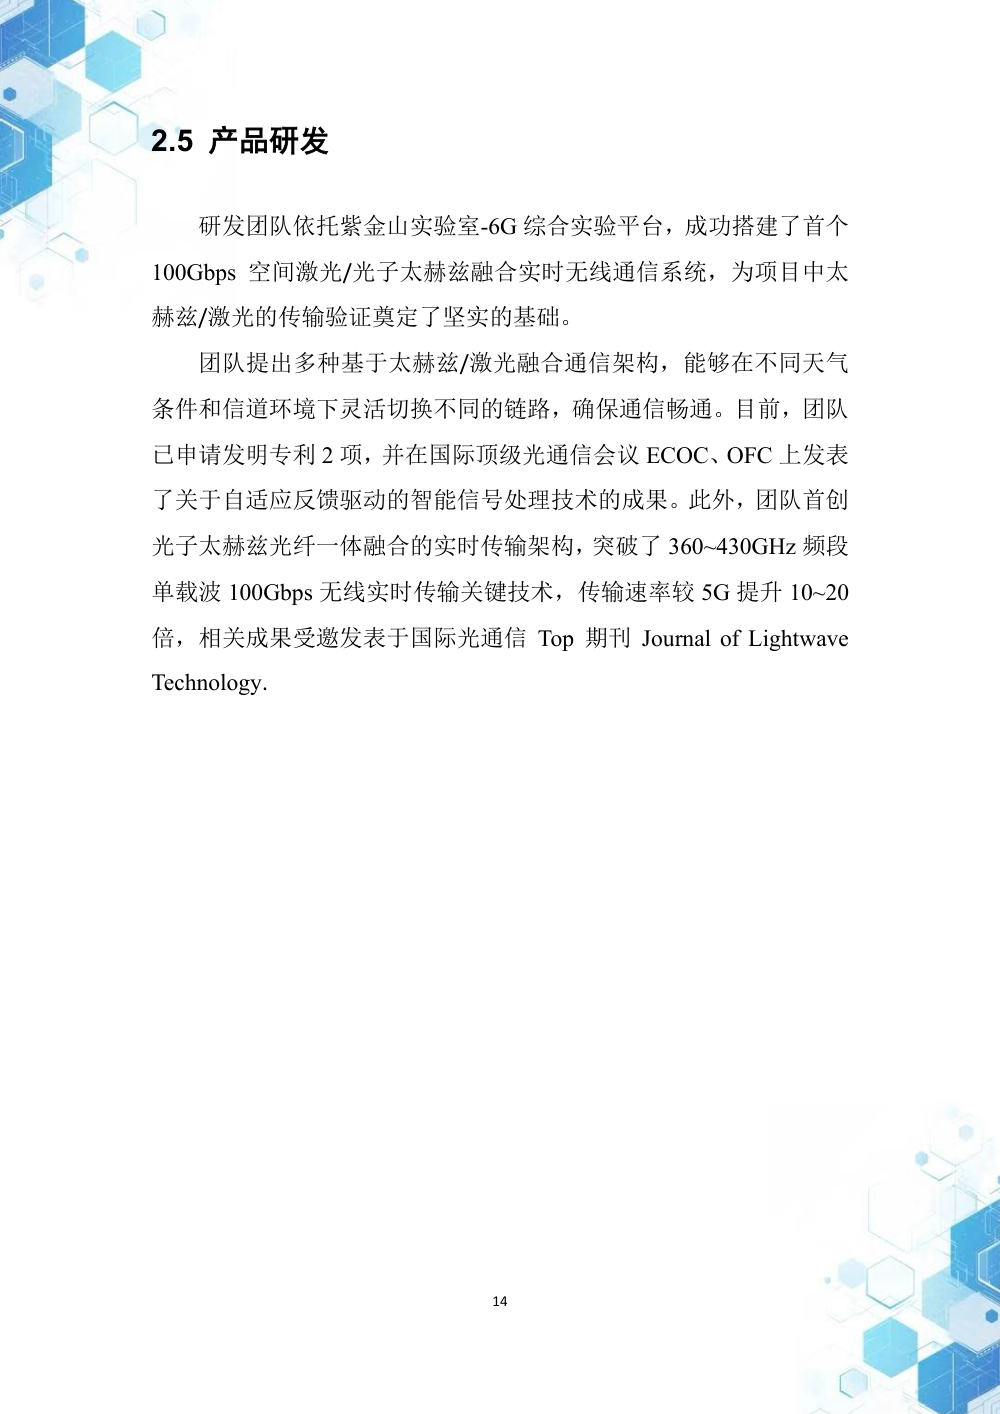 2.5 产品研发
研发团队依托紫金山实验室-6G 综合实验平台，成功搭建了首个
100Gbps 空间激光/光子太赫兹融合实时无线通信系统，为项目中太
赫兹/激光的传输验证奠定了坚实的基础。
团队提出多种基于太赫兹/激光融合通信架构，能够在不同天气
条件和信道环境下灵活切换不同的链路，确保通信畅通。目前，团队
已申请发明专利 2 项，并在国际顶级光通信会议 ECOC、OFC 上发表
了关于自适应反馈驱动的智能信号处理技术的成果。此外，团队首创
光子太赫兹光纤一体融合的实时传输架构，突破了 360~430GHz 频段
单载波 100Gbps 无线实时传输关键技术，传输速率较 5G 提升 10~20
倍，相关成果受邀发表于国际光通信 Top 期刊 Journal of Lightwave
Technology.
14